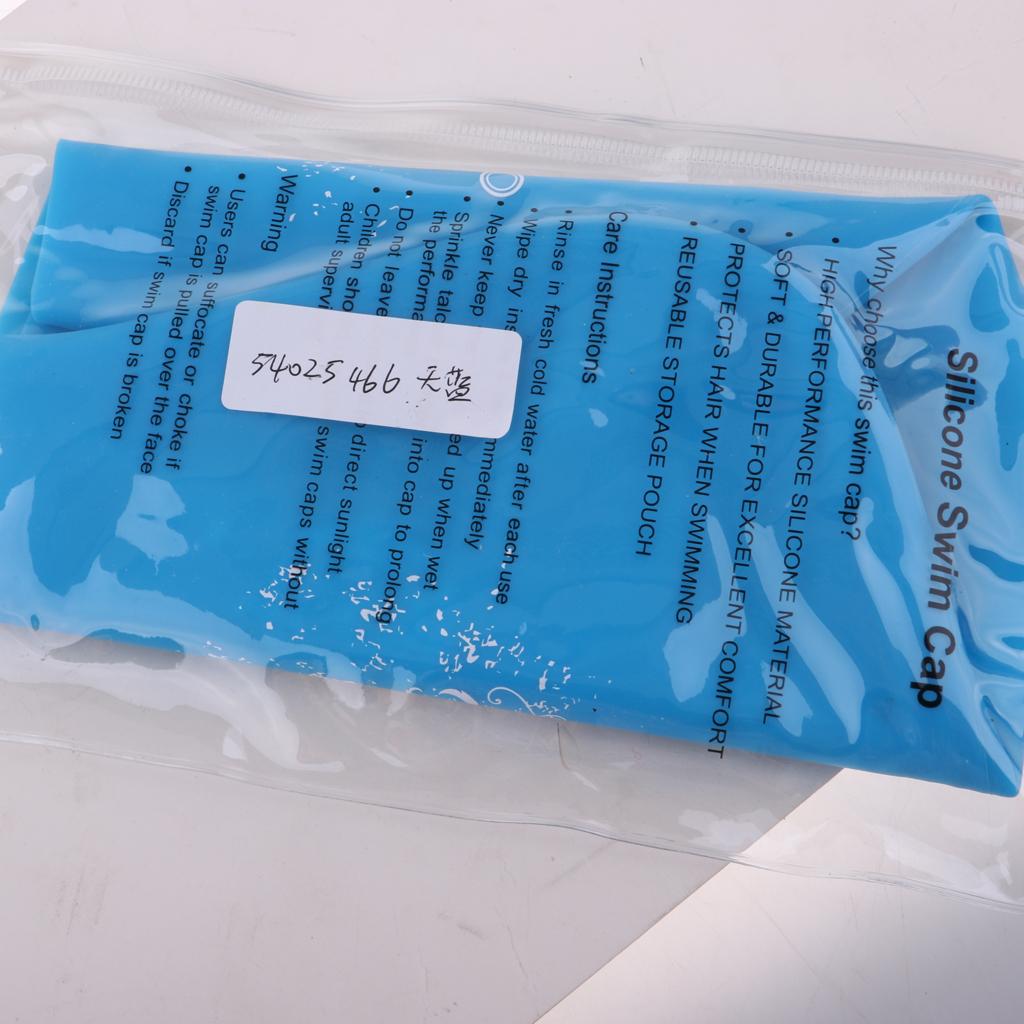 Silicone Swim Cap
Why choose this swim cap?
• HIGH-PERFORMANCE SILICONE MATERIAL
• SOFT & DURABLE FOR EXCELLENT COMFORT
• PROTECTS HAIR WHEN SWIMMING
• REUSABLE STORAGE POUCH
Care Instructions
• Rinse in fresh cold water after each use
• Wipe dry immediately
• Never keep up when wet
• Sprinkle talc into cap to prolong
the performa
• Do not leave direct sunlight
• Children sho swim caps without
adult supervi
Warning
• Users can suffocate or choke if
swim cap is pulled over the face
• Discard if swim cap is broken
54025466 天蓝